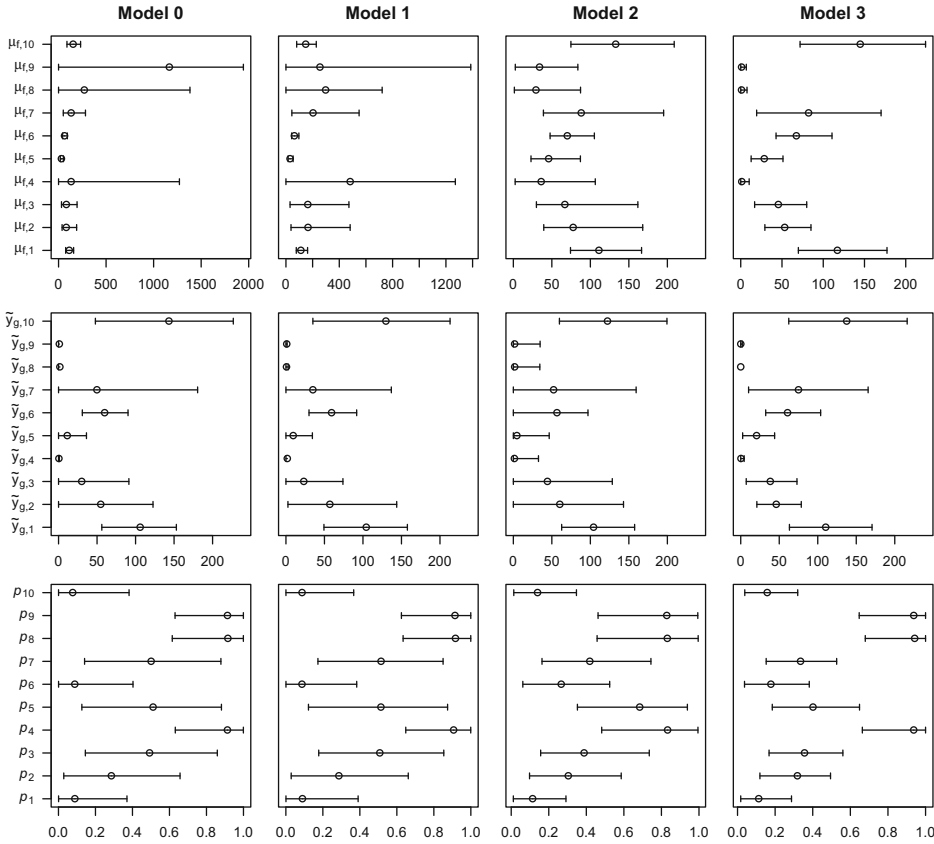 Model 0 Model 1 Model 2 Model 3
μf,10
μf,9
μf,8
μf,7
μf,6
μf,5
μf,4
μf,3
μf,2
μf,1
0 500 1000 1500 2000 0 400 800 1200 0 50 100 150 200 0 50 100 150 200
ỹg,10
ỹg,9
ỹg,8
ỹg,7
ỹg,6
ỹg,5
ỹg,4
ỹg,3
ỹg,2
ỹg,1
0 50 100 150 200 0 50 100 150 200 0 50 100 150 200 0 50 100 150 200
p10
p9
p8
p7
p6
p5
p4
p3
p2
p1
0.0 0.2 0.4 0.6 0.8 1.0 0.0 0.2 0.4 0.6 0.8 1.0 0.0 0.2 0.4 0.6 0.8 1.0 0.0 0.2 0.4 0.6 0.8 1.0